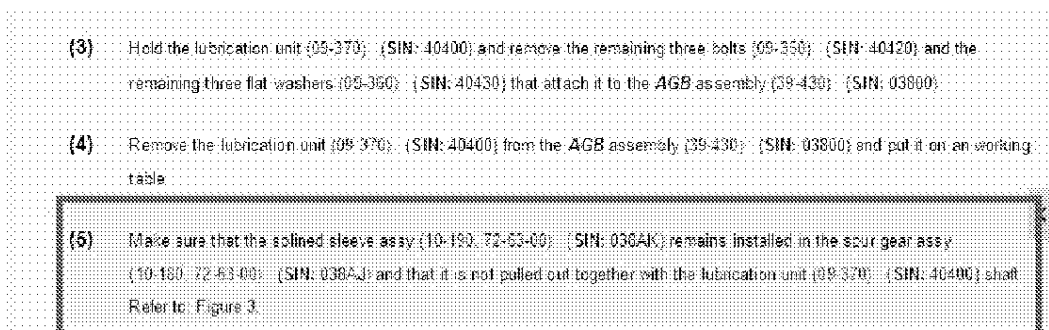 (3) Hold the lubrication unit (09-370) (SIN: 40400) and remove the remaining three bolts (09-350) (SIN: 40420) and the
remaining three flat washers (09-360) (SIN: 40430) that attach it to the AGB assembly (39-430) (SIN: 03800)
(4) Remove the lubrication unit (09-370) (SIN: 40400) from the AGB assembly (39-430) (SIN: 03800) and put it on an working
table
(5) Make sure that the splined sleeve assy (10-190, 72-63-00) (SIN: 038AK) remains installed in the spur gear assy
(10-180, 72-63-00) (SIN: 038AJ) and that it is not pulled out together with the lubrication unit (09-370) (SIN: 40400) shaft
Refer to: Figure 3.